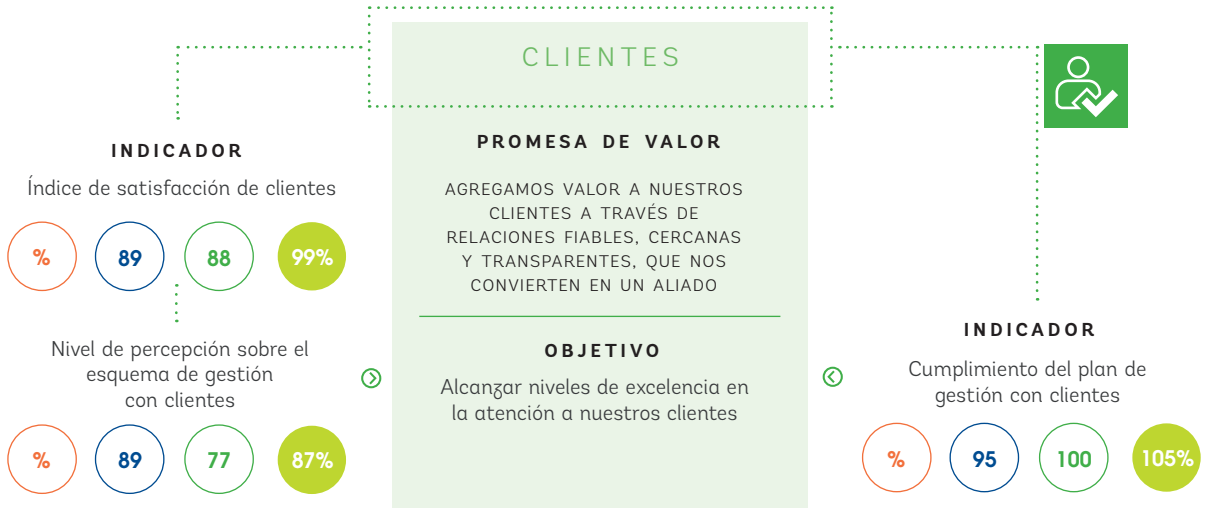 CLIENTES
INDICADOR
Índice de satisfacción de clientes
%
89
88
99%
Nivel de percepción sobre el
esquema de gestión
con clientes
%
89
77
87%
PROMESA DE VALOR
AGREGAMOS VALOR A NUESTROS
CLIENTES A TRAVÉS DE
RELACIONES FIABLES, CERCANAS
Y TRANSPARENTES, QUE NOS
CONVIERTEN EN UN ALIADO
OBJETIVO
Alcanzar niveles de excelencia en
la atención a nuestros clientes
INDICADOR
Cumplimiento del plan de
gestión con clientes
%
95
100
105%